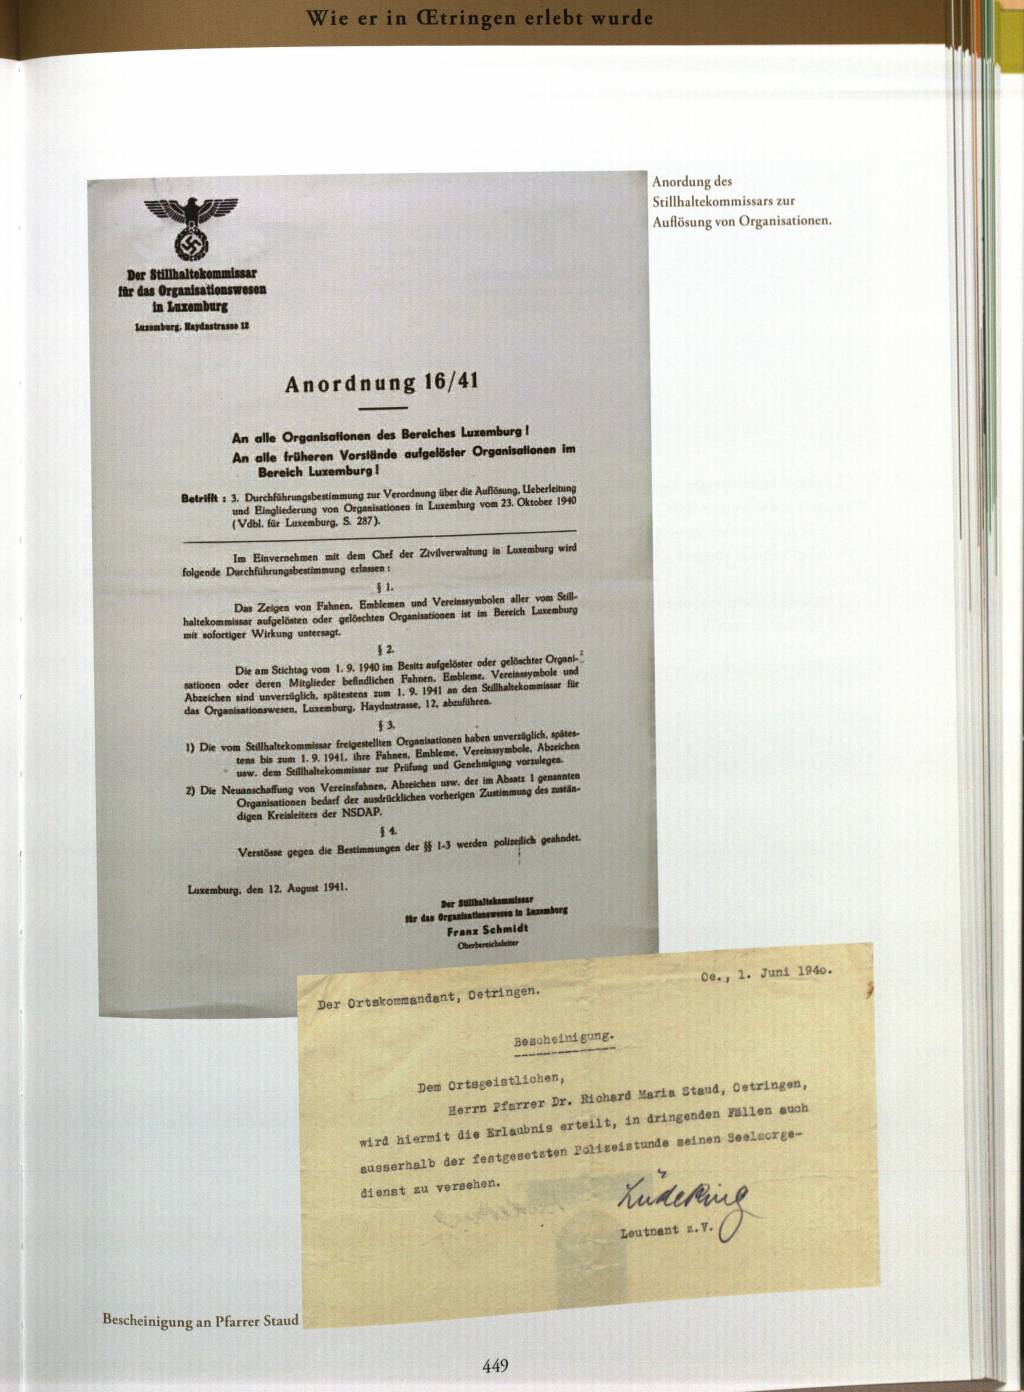 Wie er in Œtringen erlebt wurde
Anordung des
Stillhaltekommissars zur
Auflösung von Organisationen.
Der Stillhaltekommissar
für das Organisationswesen
in Luxemburg
Luxemburg, Haydnstrasse 12
Anordnung 16/41
An alle Organisationen des Bereiches Luxemburg!
An alle früheren Vorstände aufgelöster Organisationen im
Bereich Luxemburg!
Betrifft : 3. Durchführungsbestimmung zur Verordnung über die Auflösung, Ueberleitung
und Eingliederung von Organisationen in Luxemburg vom 23. Oktober 1940
(Vdbl. für Luxemburg, S. 287).
Im Einvernehmen mit dem Chef der Zivilverwaltung in Luxemburg wird
folgende Durchführungsbestimmung erlassen :
§ 1.
Das Zeigen von Fahnen, Emblemen und Vereinssymbolen aller vom Still-
haltekommissar aufgelösten oder gelöschten Organisationen ist im Bereich Luxemburg
mit sofortiger Wirkung untersagt.
§ 2.
Die am Stichtag vom 1. 9. 1940 im Besitz aufgelöster oder gelöschter Organi-
sationen oder deren Mitglieder befindlichen Fahnen, Embleme, Vereinssymbole und
Abzeichen sind unverzüglich, spätestens zum 1. 9. 1941 an den Stillhaltekommissar für
das Organisationswesen, Luxemburg, Haydnstrasse, 12, abzuführen.
§ 3.
1) Die vom Stillhaltekommissar freigestellten Organisationen haben unverzüglich, spätes-
tens bis zum 1. 9. 1941, ihre Fahnen, Embleme, Vereinssymbole, Abzeichen
usw. dem Stillhaltekommissar zur Prüfung und Genehmigung vorzulegen.
2) Die Neuanschaffung von Vereinsfahnen, Abzeichen usw. der im Absatz 1 genannten
Organisationen bedarf der ausdrücklichen vorherigen Zustimmung des zustän-
digen Kreisleiters der NSDAP.
§ 4.
Verstösse gegen die Bestimmungen der §§ 1-3 werden polizeilich geahndet.
Luxemburg, den 12. August 1941.
Der Stillhaltekommissar
für das Organisationswesen in Luxemburg
Franz Schmidt
Oberbereichsleiter
Der Ortskommandant, Oetringen.
Oe., 1. Juni 1940.
Bescheinigung.
Dem Ortsgeistlichen,
Herrn Pfarrer Dr. Richard Maria Staud, Oetringen,
wird hiermit die Erlaubnis erteilt, in dringenden Fällen auch
ausserhalb der festgesetzten Polizeistunde seinen Seelsorge-
dienst zu versehen.
Lüdeking
Leutnant z.V.
Bescheinigung an Pfarrer Staud
449